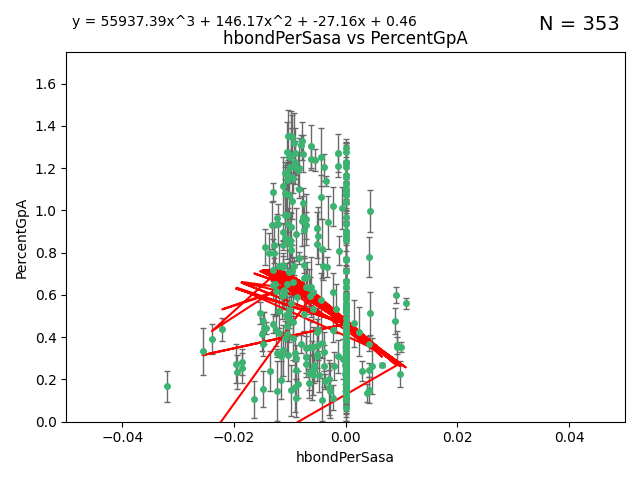 y = 55937.39x^3 + 146.17x^2 + -27.16x + 0.46
N = 353
hbondPerSasa vs PercentGpA
PercentGpA
1.6
1.4
1.2
1.0
0.8
0.6
0.4
0.2
0.0
−0.04 −0.02 0.00 0.02 0.04
hbondPerSasa